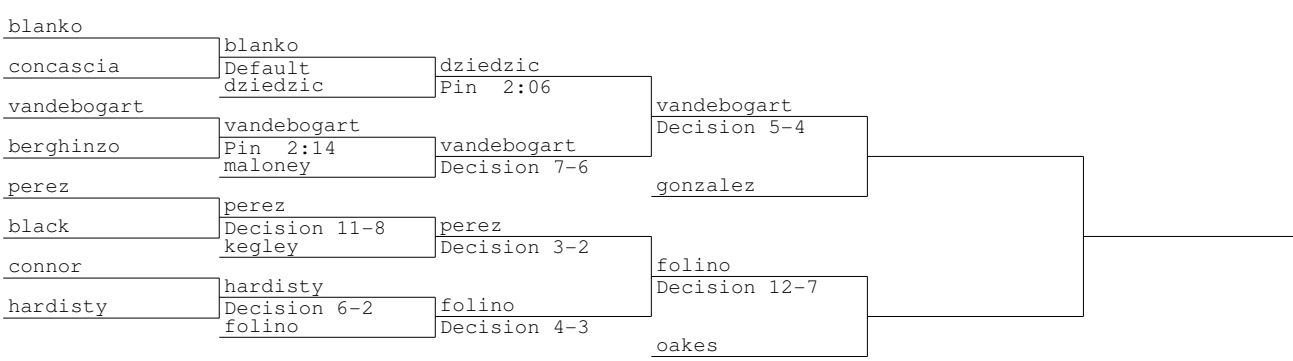 blanko
concascia
vandebogart
berghinzo
perez
black
connor
hardisty
blanko
Default
dziedzic
vandebogart
Pin 2:14
maloney
perez
Decision 11-8
kegley
hardisty
Decision 6-2
folino
dziedzic
Pin 2:06
vandebogart
Decision 7-6
perez
Decision 3-2
folino
Decision 4-3
vandebogart
Decision 5-4
gonzalez
folino
Decision 12-7
oakes